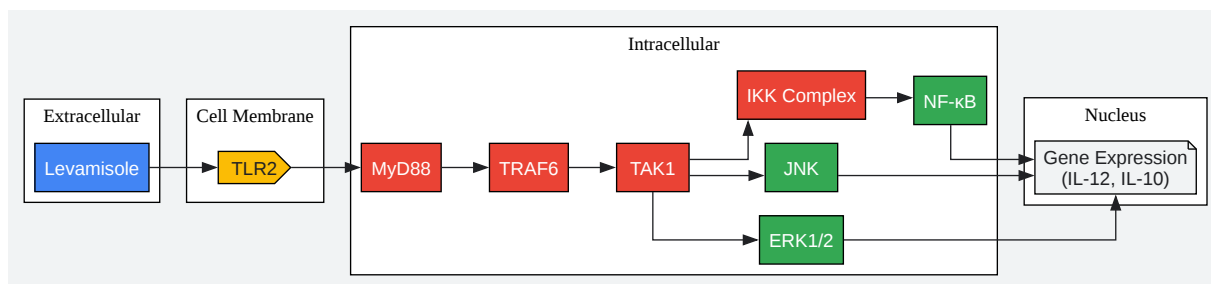 Extracellular
Levamisole
Cell Membrane
TLR2
Intracellular
MyD88
TRAF6
TAK1
IKK Complex
NF-κB
JNK
ERK1/2
Nucleus
Gene Expression
(IL-12, IL-10)